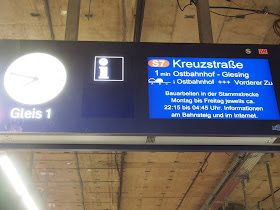 S7 Kreuzstraße
1 min Ostbahnhof - Giesing
Ostbahnhof +++ Vorderer Zu
Bauarbeiten in der Stammstrecke
Montag bis Freitag jeweils ca.
22:15 bis 04:45 Uhr. Informationen
am Bahnsteig und im Internet.
i
Gleis 1
S